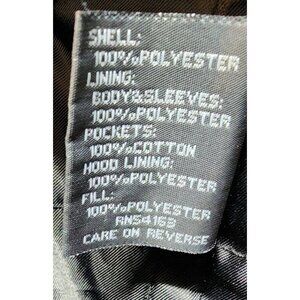 SHELL:
100%POLYESTER
LINING:
BODY&SLEEVES:
100%POLYESTER
POCKETS:
100%COTTON
HOOD LINING:
100%POLYESTER
FILL:
100%POLYESTER
RN54163
CARE ON REVERSE